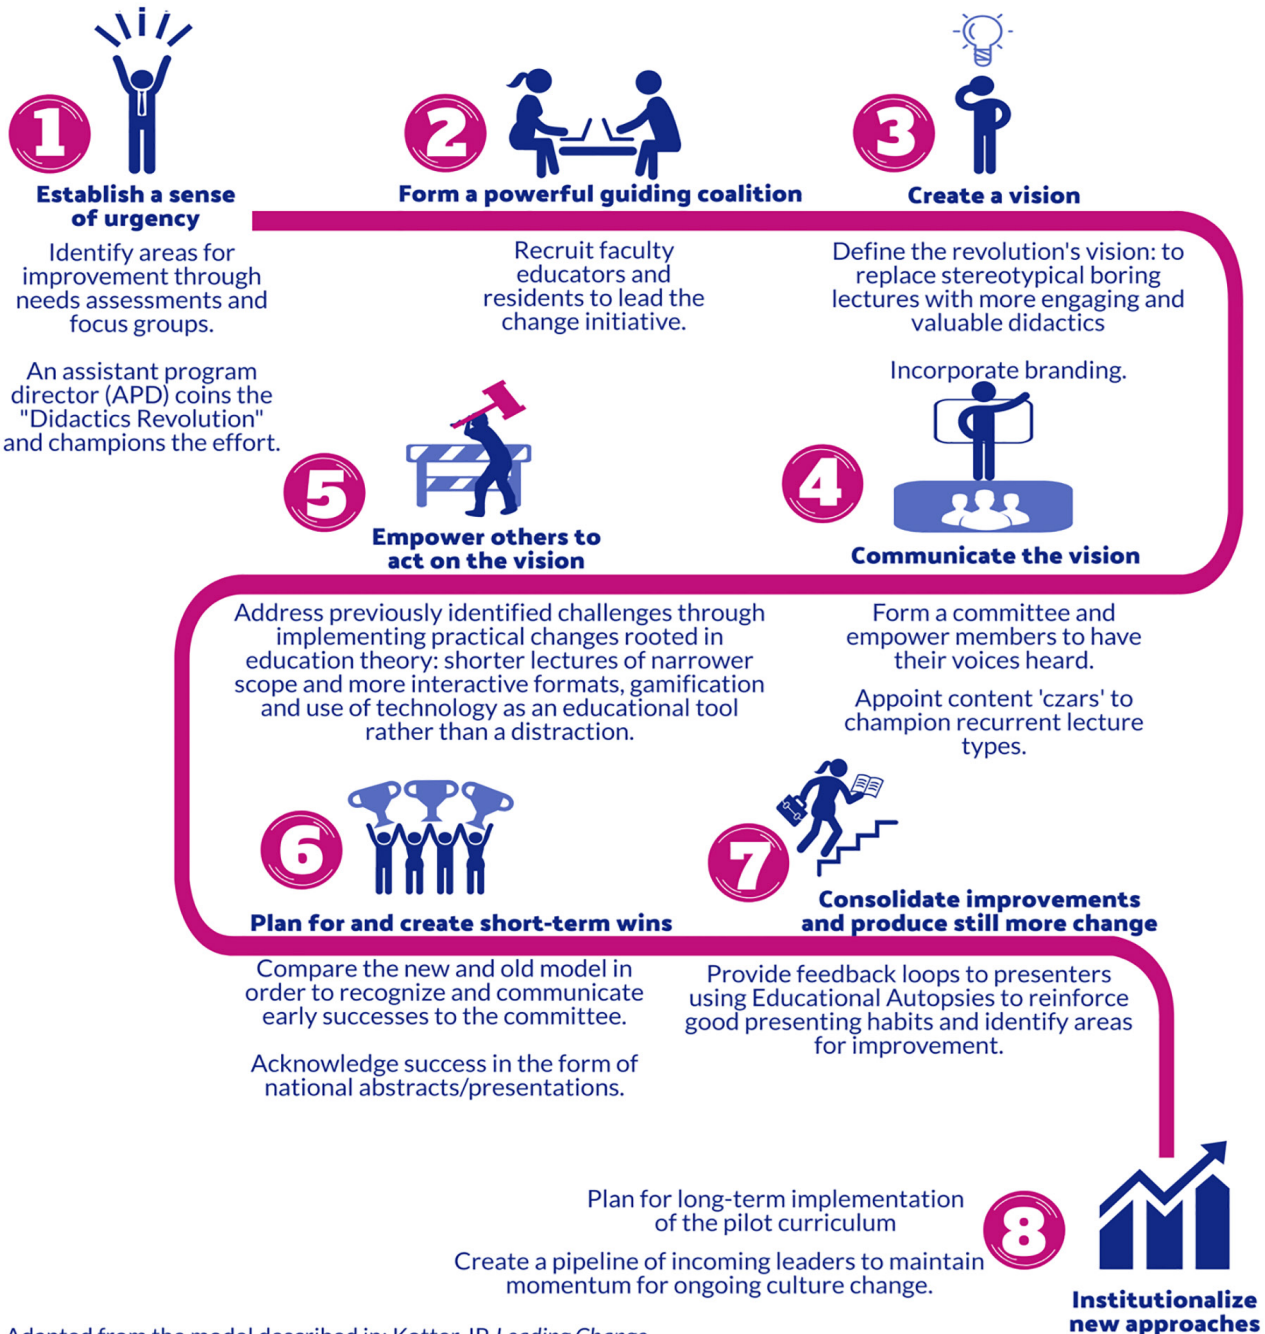 1
Establish a sense
of urgency
Identify areas for
improvement through
needs assessments and
focus groups.
An assistant program
director (APD) coins the
"Didactics Revolution"
and champions the effort.
2
Form a powerful guiding coalition
Recruit faculty
educators and
residents to lead the
change initiative.
3
Create a vision
Define the revolution's vision: to
replace stereotypical boring
lectures with more engaging and
valuable didactics
Incorporate branding.
4
Communicate the vision
Form a committee and
empower members to have
their voices heard.
Appoint content 'czars' to
champion recurrent lecture
types.
5
Empower others to
act on the vision
Address previously identified challenges through
implementing practical changes rooted in
education theory: shorter lectures of narrower
scope and more interactive formats, gamification
and use of technology as an educational tool
rather than a distraction.
6
Plan for and create short-term wins
Compare the new and old model in
order to recognize and communicate
early successes to the committee.
Acknowledge success in the form of
national abstracts/presentations.
7
Consolidate improvements
and produce still more change
Provide feedback loops to presenters
using Educational Autopsies to reinforce
good presenting habits and identify areas
for improvement.
8
Institutionalize
new approaches
Plan for long-term implementation
of the pilot curriculum
Create a pipeline of incoming leaders to maintain
momentum for ongoing culture change.
Adapted from the model described in: Kotter JP. Leading Change